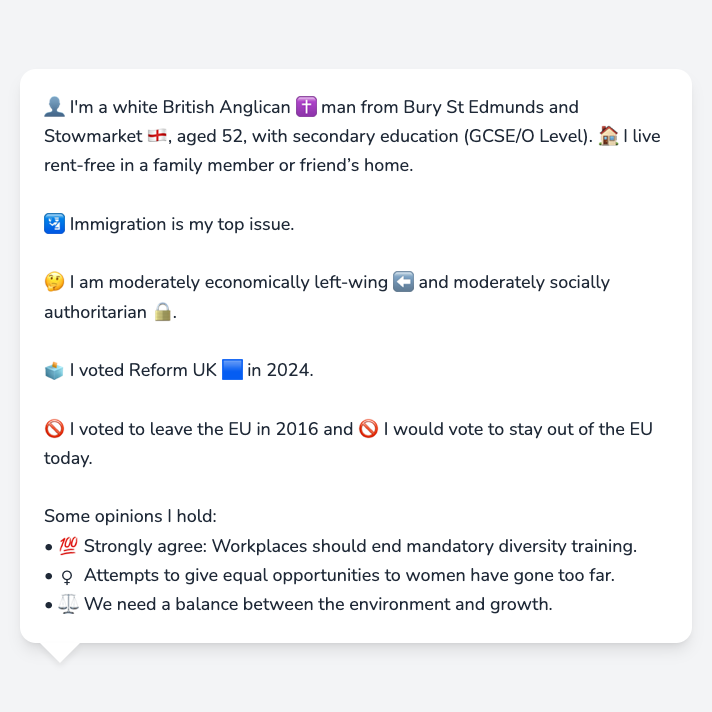 👤 I'm a white British Anglican ✝️ man from Bury St Edmunds and
Stowmarket 🏴󠁧󠁢󠁥󠁮󠁧󠁿, aged 52, with secondary education (GCSE/O Level). 🏠 I live
rent-free in a family member or friend’s home.
🛂 Immigration is my top issue.
🤔 I am moderately economically left-wing ⬅️ and moderately socially
authoritarian 🔒.
🗳️ I voted Reform UK 🟦 in 2024.
🚫 I voted to leave the EU in 2016 and 🚫 I would vote to stay out of the EU
today.
Some opinions I hold:
• 💯 Strongly agree: Workplaces should end mandatory diversity training.
• ♀ Attempts to give equal opportunities to women have gone too far.
• ⚖️ We need a balance between the environment and growth.